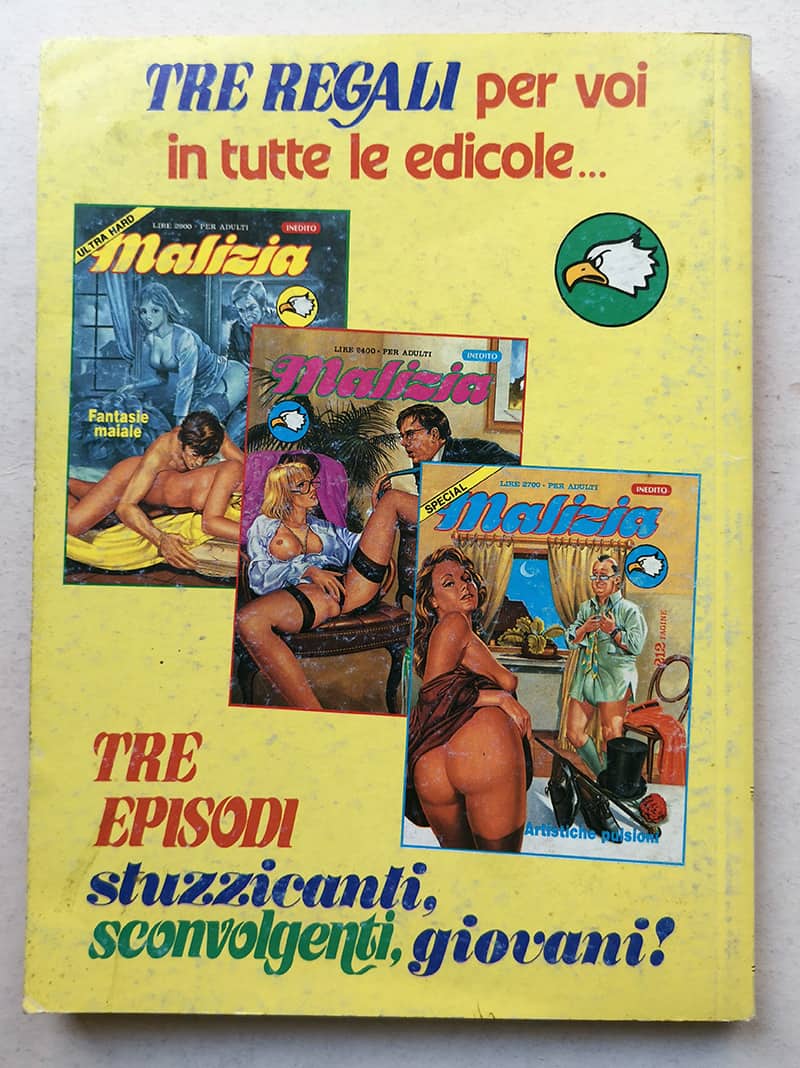 TRE REGALI per voi
in tutte le edicole...
ULTRA HARD
LIRE 2900 - PER ADULTI
INEDITO
Malizia
Fantasie
maiale
LIRE 2400 - PER ADULTI
INEDITO
Malizia
SPECIAL
LIRE 2700 - PER ADULTI
INEDITO
Malizia
212 PAGINE
Artistiche pulsioni
TRE
EPISODI
stuzzicanti,
sconvolgenti, giovani!